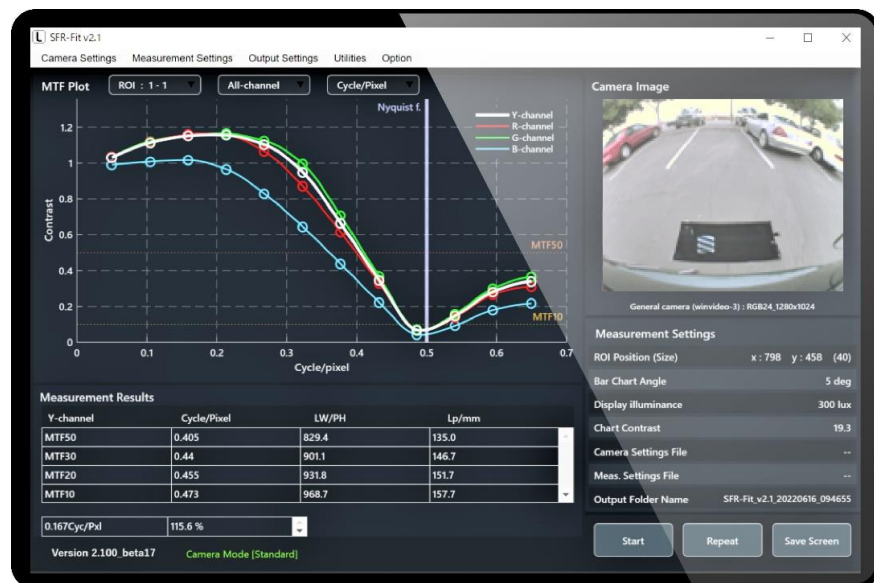 L SFR-Fit v2.1
Camera Settings Measurement Settings Output Settings Utilities Option
MTF Plot ROI : 1 - 1 All-channel Cycle/Pixel
Nyquist f.
Y-channel
R-channel
G-channel
B-channel
Contrast
1.2
1
0.8
0.6
0.4
0.2
0
MTF50
MTF10
0 0.1 0.2 0.3 0.4 0.5 0.6 0.7
Cycle/pixel
Measurement Results
Y-channel Cycle/Pixel LW/PH Lp/mm
MTF50 0.405 829.4 135.0
MTF30 0.44 901.1 146.7
MTF20 0.455 931.8 151.7
MTF10 0.473 968.7 157.7
0.167Cyc/Pxl 115.6 %
Version 2.100_beta17 Camera Mode [Standard]
Camera Image
General camera (winvideo-3) : RGB24_1280x1024
Measurement Settings
ROI Position (Size) x : 798 y : 458 (40)
Bar Chart Angle 5 deg
Display illuminance 300 lux
Chart Contrast 19.3
Camera Settings File --
Meas. Settings File --
Output Folder Name SFR-Fit_v2.1_20220616_094655
Start Repeat Save Screen